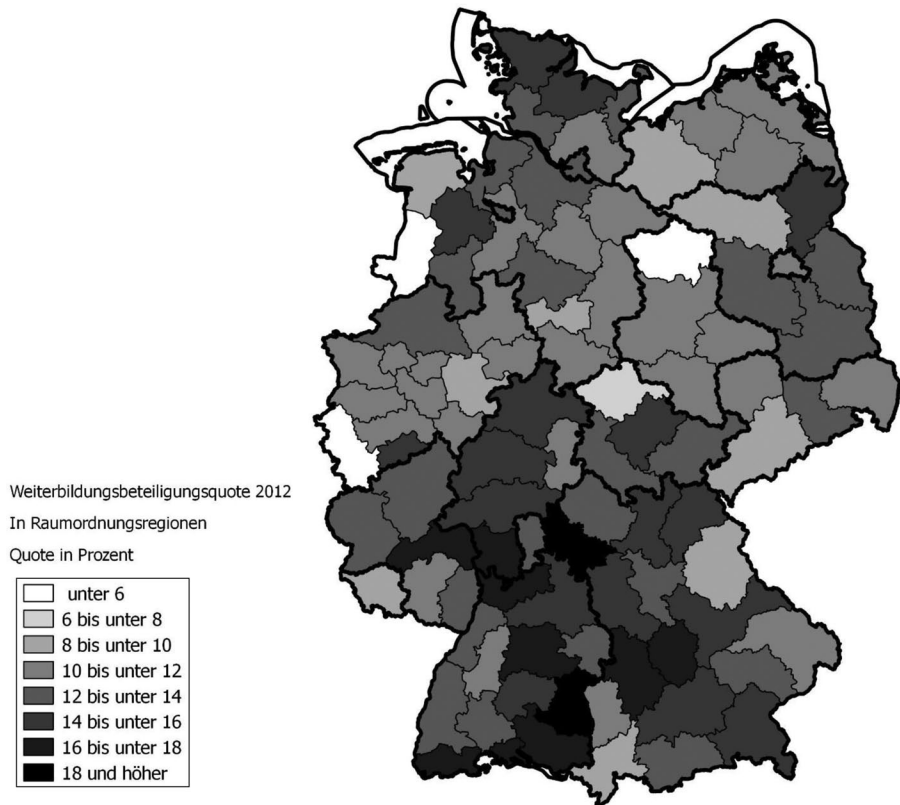 Weiterbildungsbeteiligungsquote 2012
In Raumordnungsregionen
Quote in Prozent
unter 6
6 bis unter 8
8 bis unter 10
10 bis unter 12
12 bis unter 14
14 bis unter 16
16 bis unter 18
18 und höher